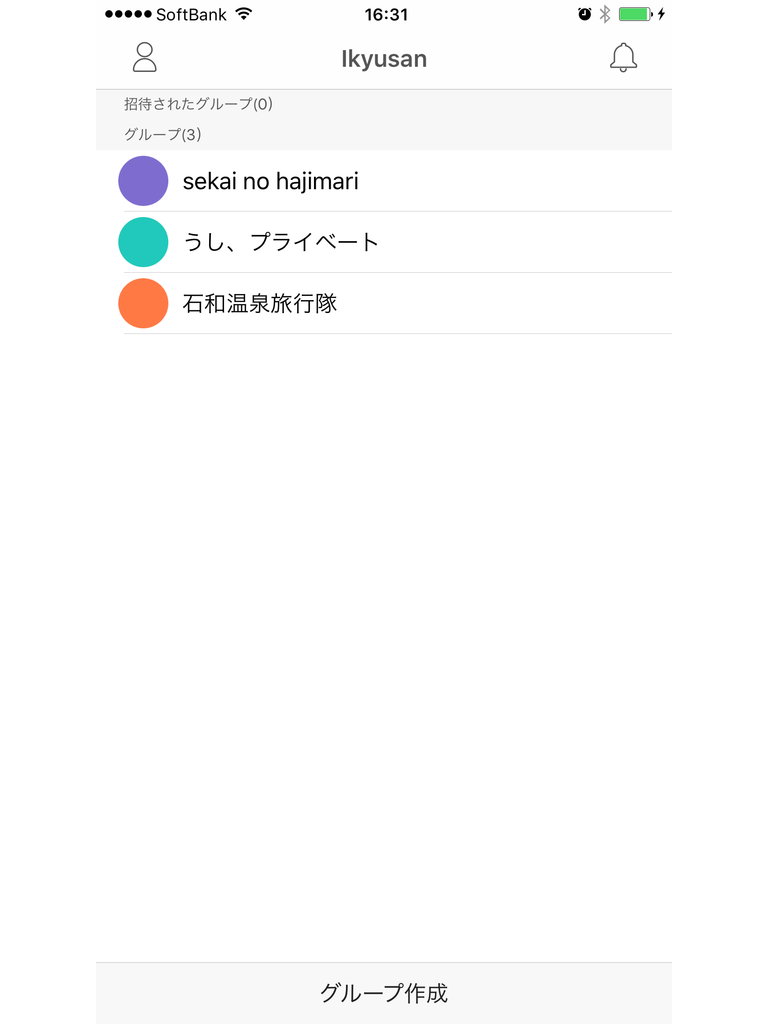 SoftBank 16:31
Ikyusan
招待されたグループ(0)
グループ(3)
sekai no hajimari
うし、プライベート
石和温泉旅行隊
グループ作成